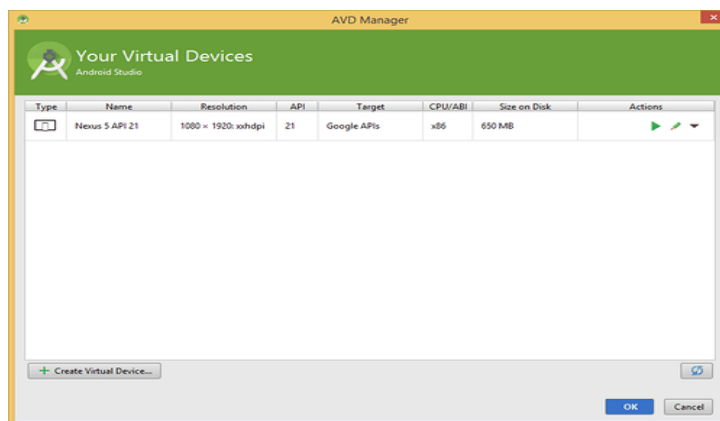 AVD Manager
Your Virtual Devices
Android Studio
Type Name Resolution API Target CPU/ABI Size on Disk Actions
Nexus 5 API 21 1080 × 1920: xxhdpi 21 Google APIs x86 650 MB
Create Virtual Device...
OK Cancel